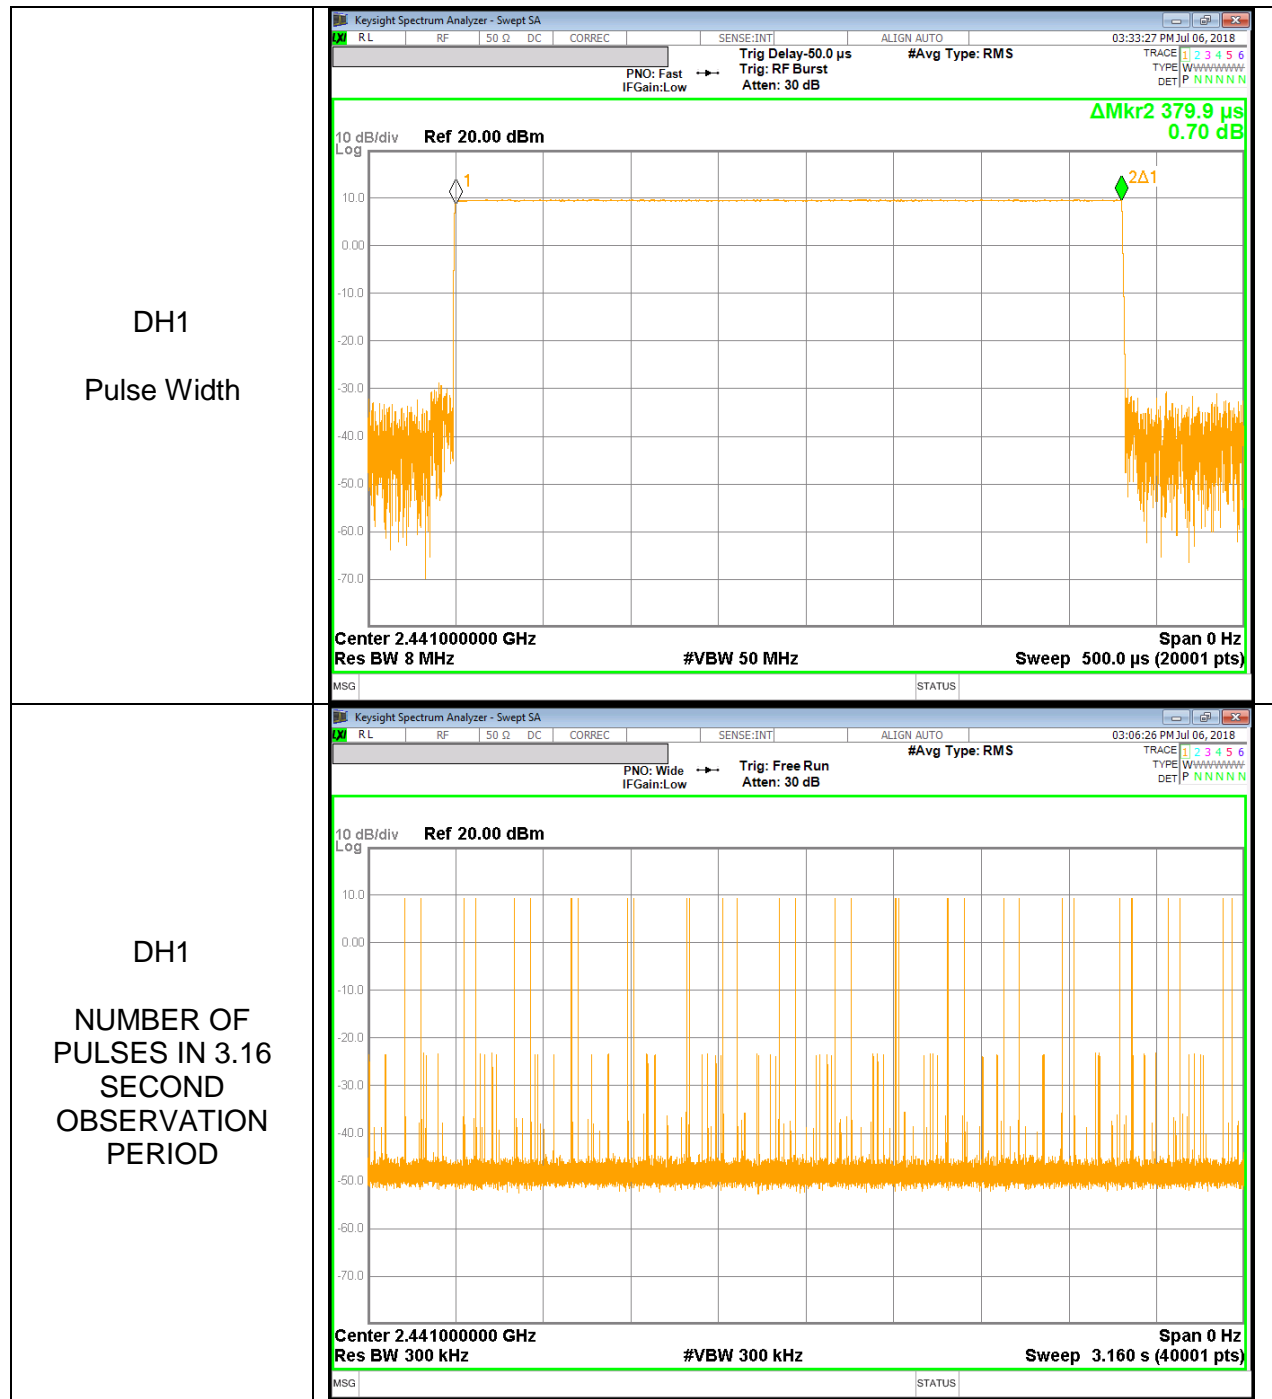 DH1
Pulse Width
Keysight Spectrum Analyzer - Swept SA
LXI RL RF 50 Ω DC CORREC SENSE:INT ALIGN AUTO 03:33:27 PM Jul 06, 2018
PNO: Fast
IFGain:Low
Trig Delay-50.0 µs
Trig: RF Burst
Atten: 30 dB
#Avg Type: RMS
TRACE 1 2 3 4 5 6
TYPE WWWWWW
DET P N N N N N
ΔMkr2 379.9 µs
0.70 dB
10 dB/div Ref 20.00 dBm
Log
1
2Δ1
10.0
0.00
-10.0
-20.0
-30.0
-40.0
-50.0
-60.0
-70.0
Center 2.441000000 GHz Span 0 Hz
Res BW 8 MHz #VBW 50 MHz Sweep 500.0 µs (20001 pts)
MSG STATUS
DH1
NUMBER OF
PULSES IN 3.16
SECOND
OBSERVATION
PERIOD
Keysight Spectrum Analyzer - Swept SA
LXI RL RF 50 Ω DC CORREC SENSE:INT ALIGN AUTO 03:06:26 PM Jul 06, 2018
PNO: Wide
IFGain:Low
Trig: Free Run
Atten: 30 dB
#Avg Type: RMS
TRACE 1 2 3 4 5 6
TYPE WWWWWW
DET P N N N N N
10 dB/div Ref 20.00 dBm
Log
10.0
0.00
-10.0
-20.0
-30.0
-40.0
-50.0
-60.0
-70.0
Center 2.441000000 GHz Span 0 Hz
Res BW 300 kHz #VBW 300 kHz Sweep 3.160 s (40001 pts)
MSG STATUS